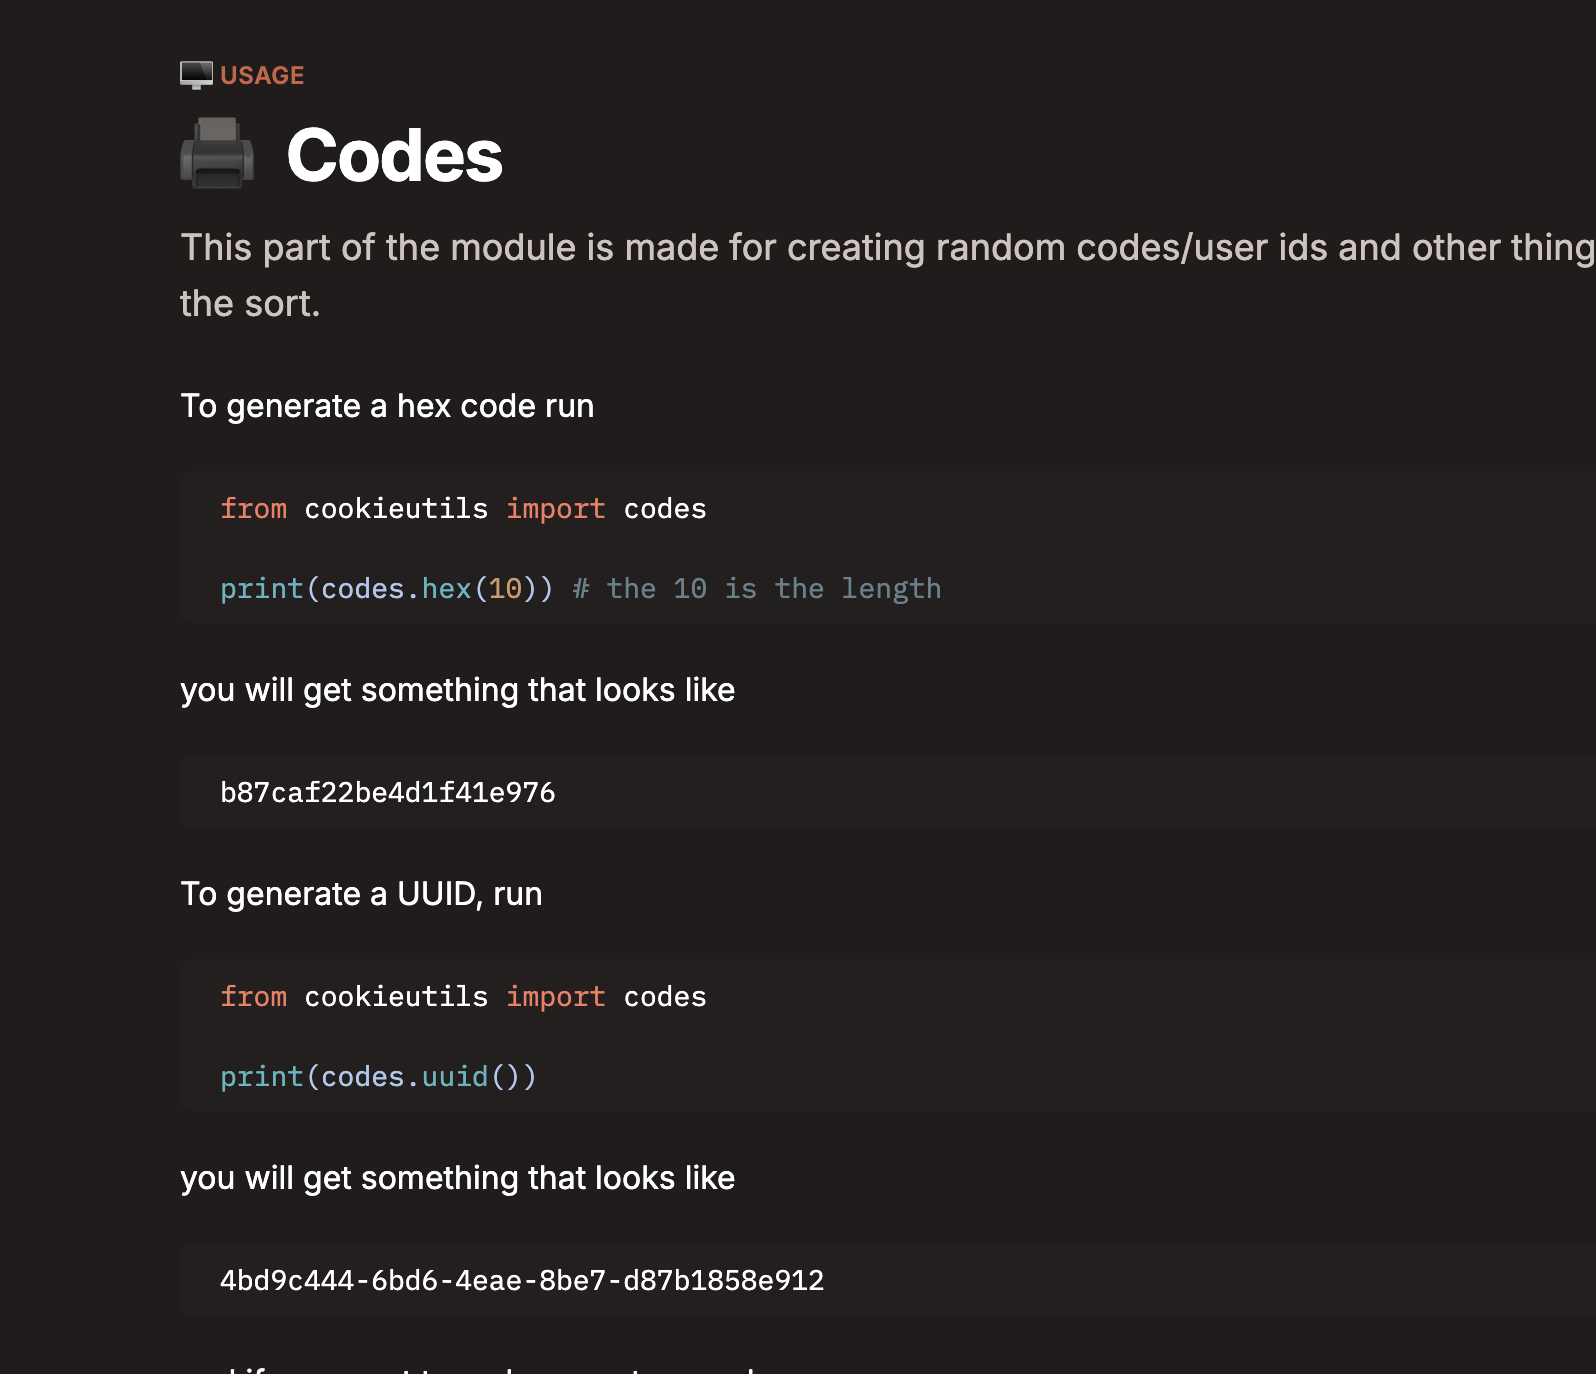 USAGE
Codes
This part of the module is made for creating random codes/user ids and other thing
the sort.
To generate a hex code run
from cookieutils import codes
print(codes.hex(10)) # the 10 is the length
you will get something that looks like
b87caf22be4d1f41e976
To generate a UUID, run
from cookieutils import codes
print(codes.uuid())
you will get something that looks like
4bd9c444-6bd6-4eae-8be7-d87b1858e912